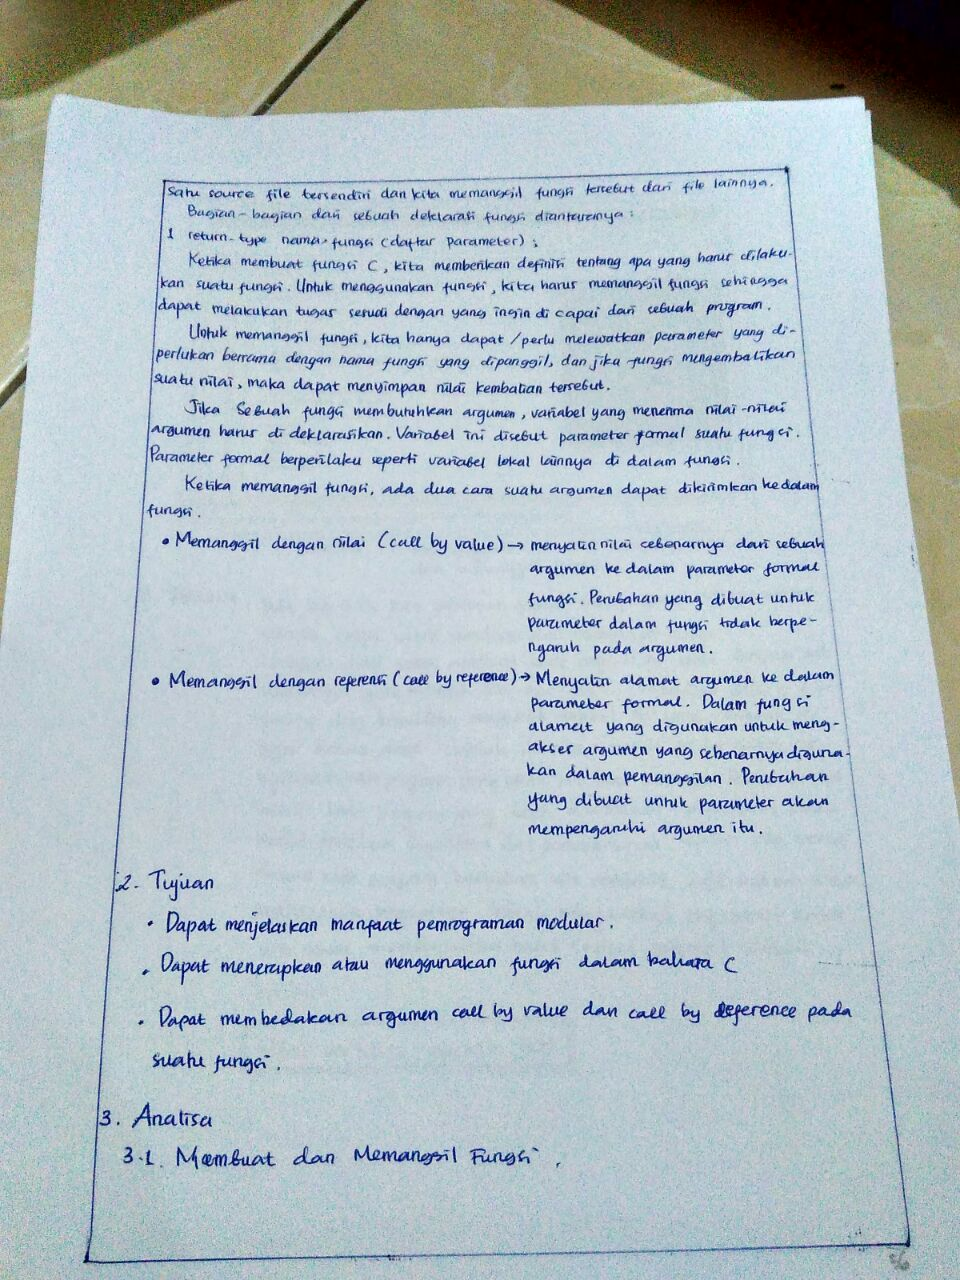 satu source file tersendiri dan kita memanggil fungsi tersebut dari file lainnya.
Bagian-bagian dari sebuah deklarasi fungsi diantaranya :
1 return-type nama-fungsi (daftar parameter) ;
Ketika membuat fungsi C, kita memberikan definisi tentang apa yang harus dilaku-
kan suatu fungsi. Untuk menggunakan fungsi, kita harus memanggil fungsi sehingga
dapat melakukan tugas sesuai dengan yang ingin di capai dari sebuah program.
Untuk memanggil fungsi, kita hanya dapat / perlu melewatkan parameter yang di-
perlukan bersama dengan nama fungsi yang dipanggil, dan jika fungsi mengembalikan
suatu nilai, maka dapat menyimpan nilai kembalian tersebut.
Jika Sebuah fungsi membutuhkan argumen, variabel yang menerima nilai-nilai
argumen harus di deklarasikan. Variabel ini disebut parameter formal suatu fungsi.
Parameter formal berperilaku seperti variabel lokal lainnya di dalam fungsi.
Ketika memanggil fungsi, ada dua cara suatu argumen dapat dikirimkan kedalam
fungsi.
• Memanggil dengan nilai (call by value) → menyalin nilai sebenarnya dari sebuah
argumen ke dalam parameter formal
fungsi. Perubahan yang dibuat untuk
parameter dalam fungsi tidak berpe-
ngaruh pada argumen.
• Memanggil dengan referensi (call by reference) → Menyalin alamat argumen ke dalam
parameter formal. Dalam fungsi
alamat yang digunakan untuk meng-
akses argumen yang sebenarnya diguna-
kan dalam pemanggilan. Perubahan
yang dibuat untuk parameter akan
mempengaruhi argumen itu.
2. Tujuan
• Dapat menjelaskan manfaat pemrograman modular.
• Dapat menerapkan atau menggunakan fungsi dalam bahasa C
• Dapat membedakan argumen call by value dan call by reference pada
suatu fungsi.
3. Analisa
3.1. Membuat dan Memanggil Fungsi.